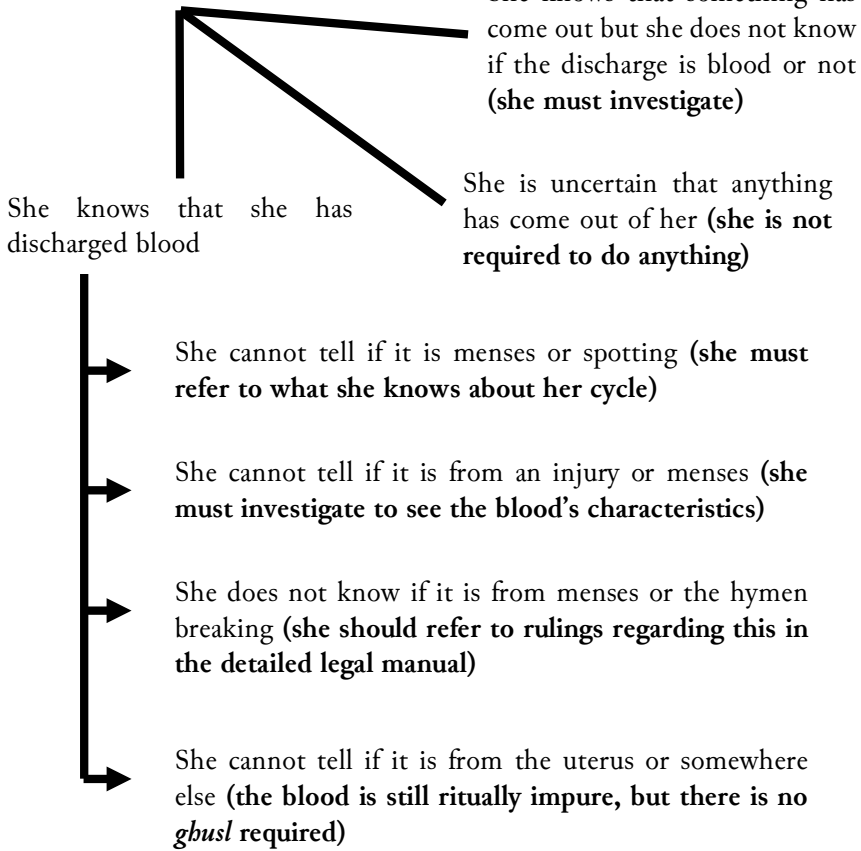 come out but she does not know
if the discharge is blood or not
(she must investigate)
She is uncertain that anything
has come out of her (she is not
required to do anything)
She knows that she has
discharged blood
She cannot tell if it is menses or spotting (she must
refer to what she knows about her cycle)
She cannot tell if it is from an injury or menses (she
must investigate to see the blood's characteristics)
She does not know if it is from menses or the hymen
breaking (she should refer to rulings regarding this in
the detailed legal manual)
She cannot tell if it is from the uterus or somewhere
else (the blood is still ritually impure, but there is no
ghusl required)